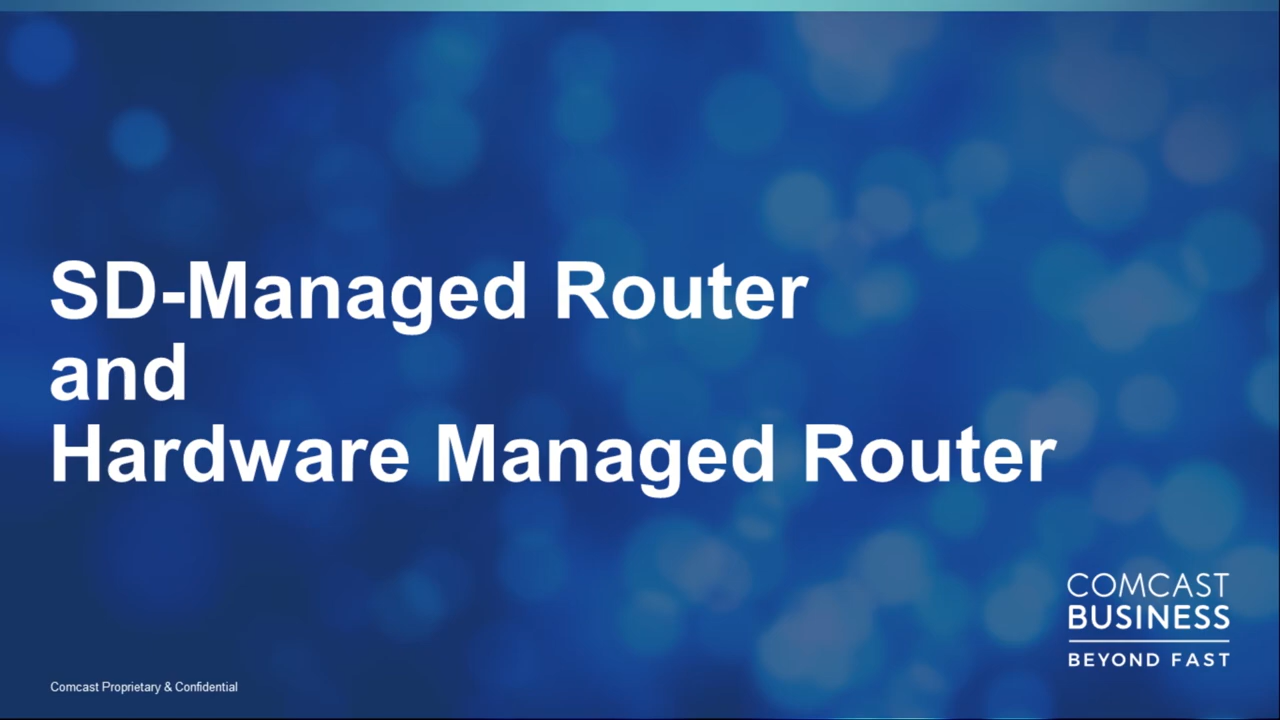 SD-Managed Router
and
Hardware Managed Router
COMCAST
BUSINESS
BEYOND FAST
Comcast Proprietary & Confidential